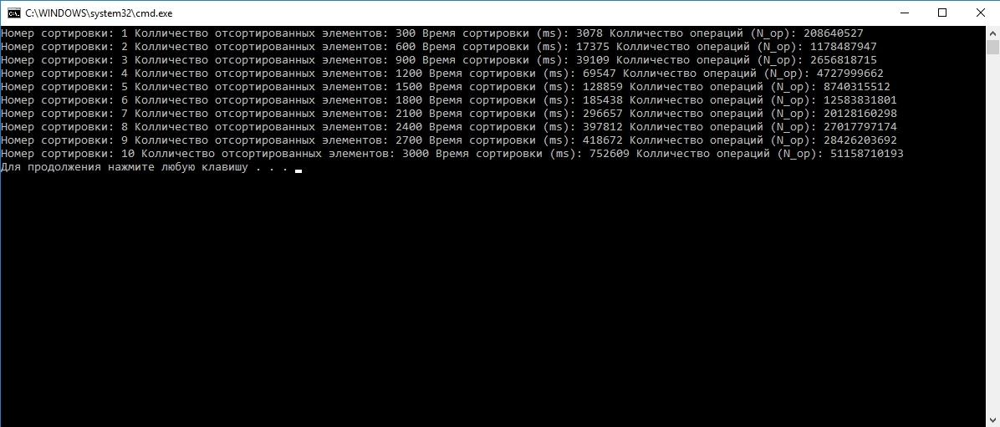 C:\WINDOWS\system32\cmd.exe
Номер сортировки: 1 Колличество отсортированных элементов: 300 Время сортировки (ms): 3078 Колличество операций (N_op): 208640527
Номер сортировки: 2 Колличество отсортированных элементов: 600 Время сортировки (ms): 17375 Колличество операций (N_op): 1178487947
Номер сортировки: 3 Колличество отсортированных элементов: 900 Время сортировки (ms): 39109 Колличество операций (N_op): 2656818715
Номер сортировки: 4 Колличество отсортированных элементов: 1200 Время сортировки (ms): 69547 Колличество операций (N_op): 4727999662
Номер сортировки: 5 Колличество отсортированных элементов: 1500 Время сортировки (ms): 128859 Колличество операций (N_op): 8740315512
Номер сортировки: 6 Колличество отсортированных элементов: 1800 Время сортировки (ms): 185438 Колличество операций (N_op): 12583831801
Номер сортировки: 7 Колличество отсортированных элементов: 2100 Время сортировки (ms): 296657 Колличество операций (N_op): 20128160298
Номер сортировки: 8 Колличество отсортированных элементов: 2400 Время сортировки (ms): 397812 Колличество операций (N_op): 27017797174
Номер сортировки: 9 Колличество отсортированных элементов: 2700 Время сортировки (ms): 418672 Колличество операций (N_op): 28426203692
Номер сортировки: 10 Колличество отсортированных элементов: 3000 Время сортировки (ms): 752609 Колличество операций (N_op): 51158710193
Для продолжения нажмите любую клавишу . . .